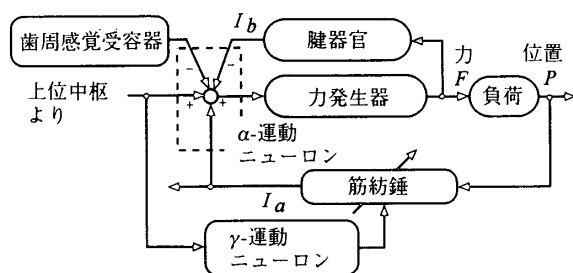 歯周感覚受容器
I b
腱器官
力
F
位置
P
−
−
上位中枢
より
+
+
+
力発生器
負荷
α-運動
ニューロン
I a
筋紡錘
γ-運動
ニューロン